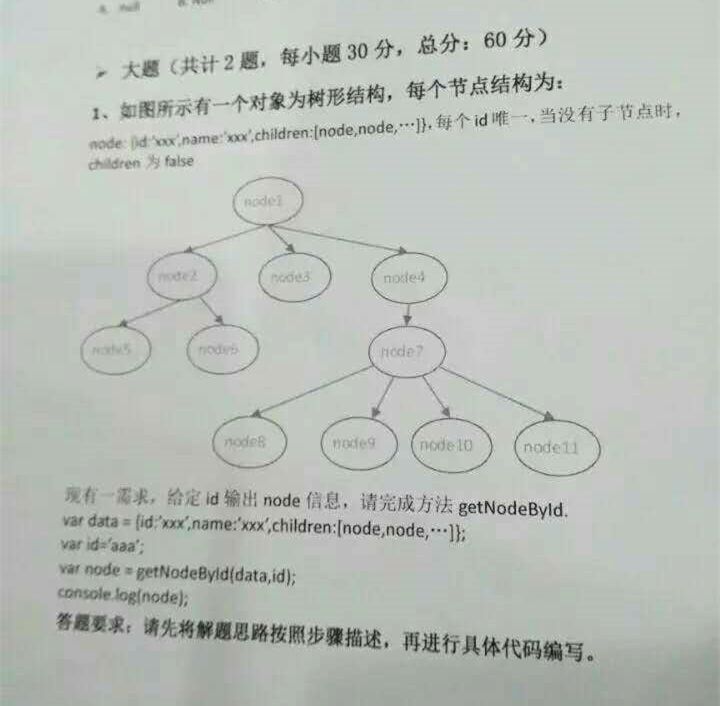 A. null B. Null
➢ 大题（共计 2 题，每小题 30 分，总分：60 分）
1、如图所示有一个对象为树形结构，每个节点结构为：
node: {id:'xxx',name:'xxx',children:[node,node,…]}，每个 id 唯一，当没有子节点时，
children 为 false
node1
node2 node3 node4
node5 node6 node7
node8 node9 node10 node11
现有一需求，给定 id 输出 node 信息，请完成方法 getNodeById.
var data = {id:'xxx',name:'xxx',children:[node,node,…]};
var id='aaa';
var node = getNodeById(data,id);
console.log(node);
答题要求：请先将解题思路按照步骤描述，再进行具体代码编写。